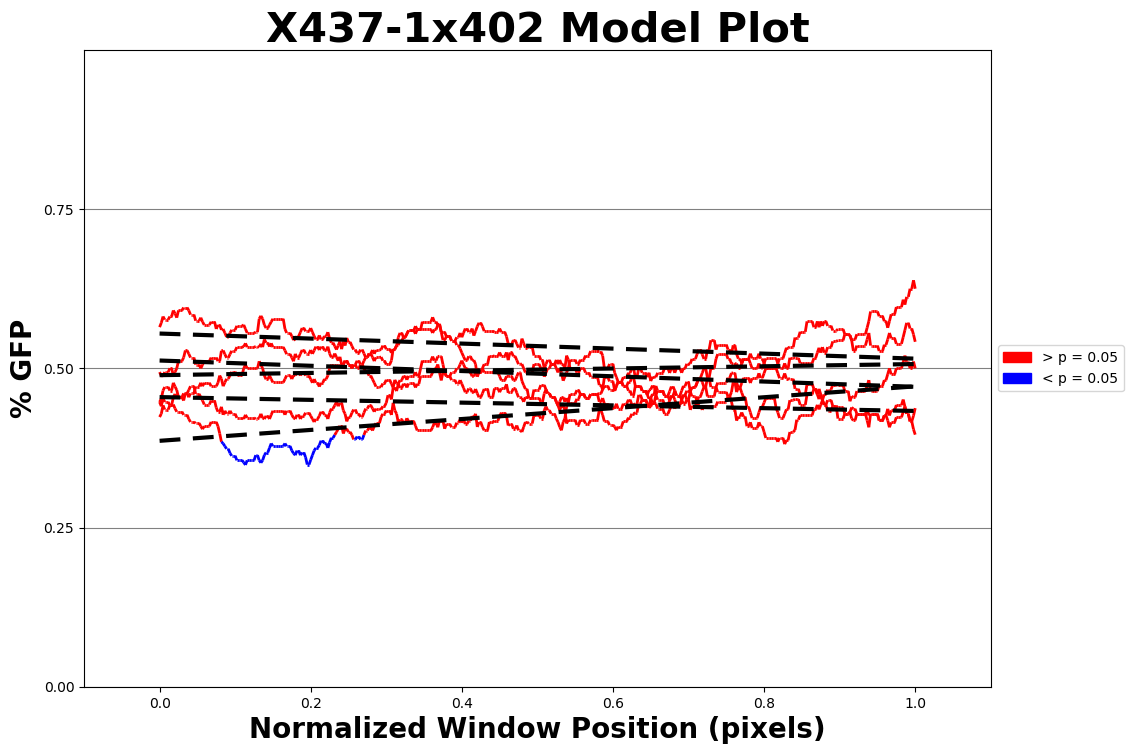 X437-1x402 Model Plot
% GFP
0.75
0.50
0.25
0.00
0.0 0.2 0.4 0.6 0.8 1.0
Normalized Window Position (pixels)
> p = 0.05
< p = 0.05